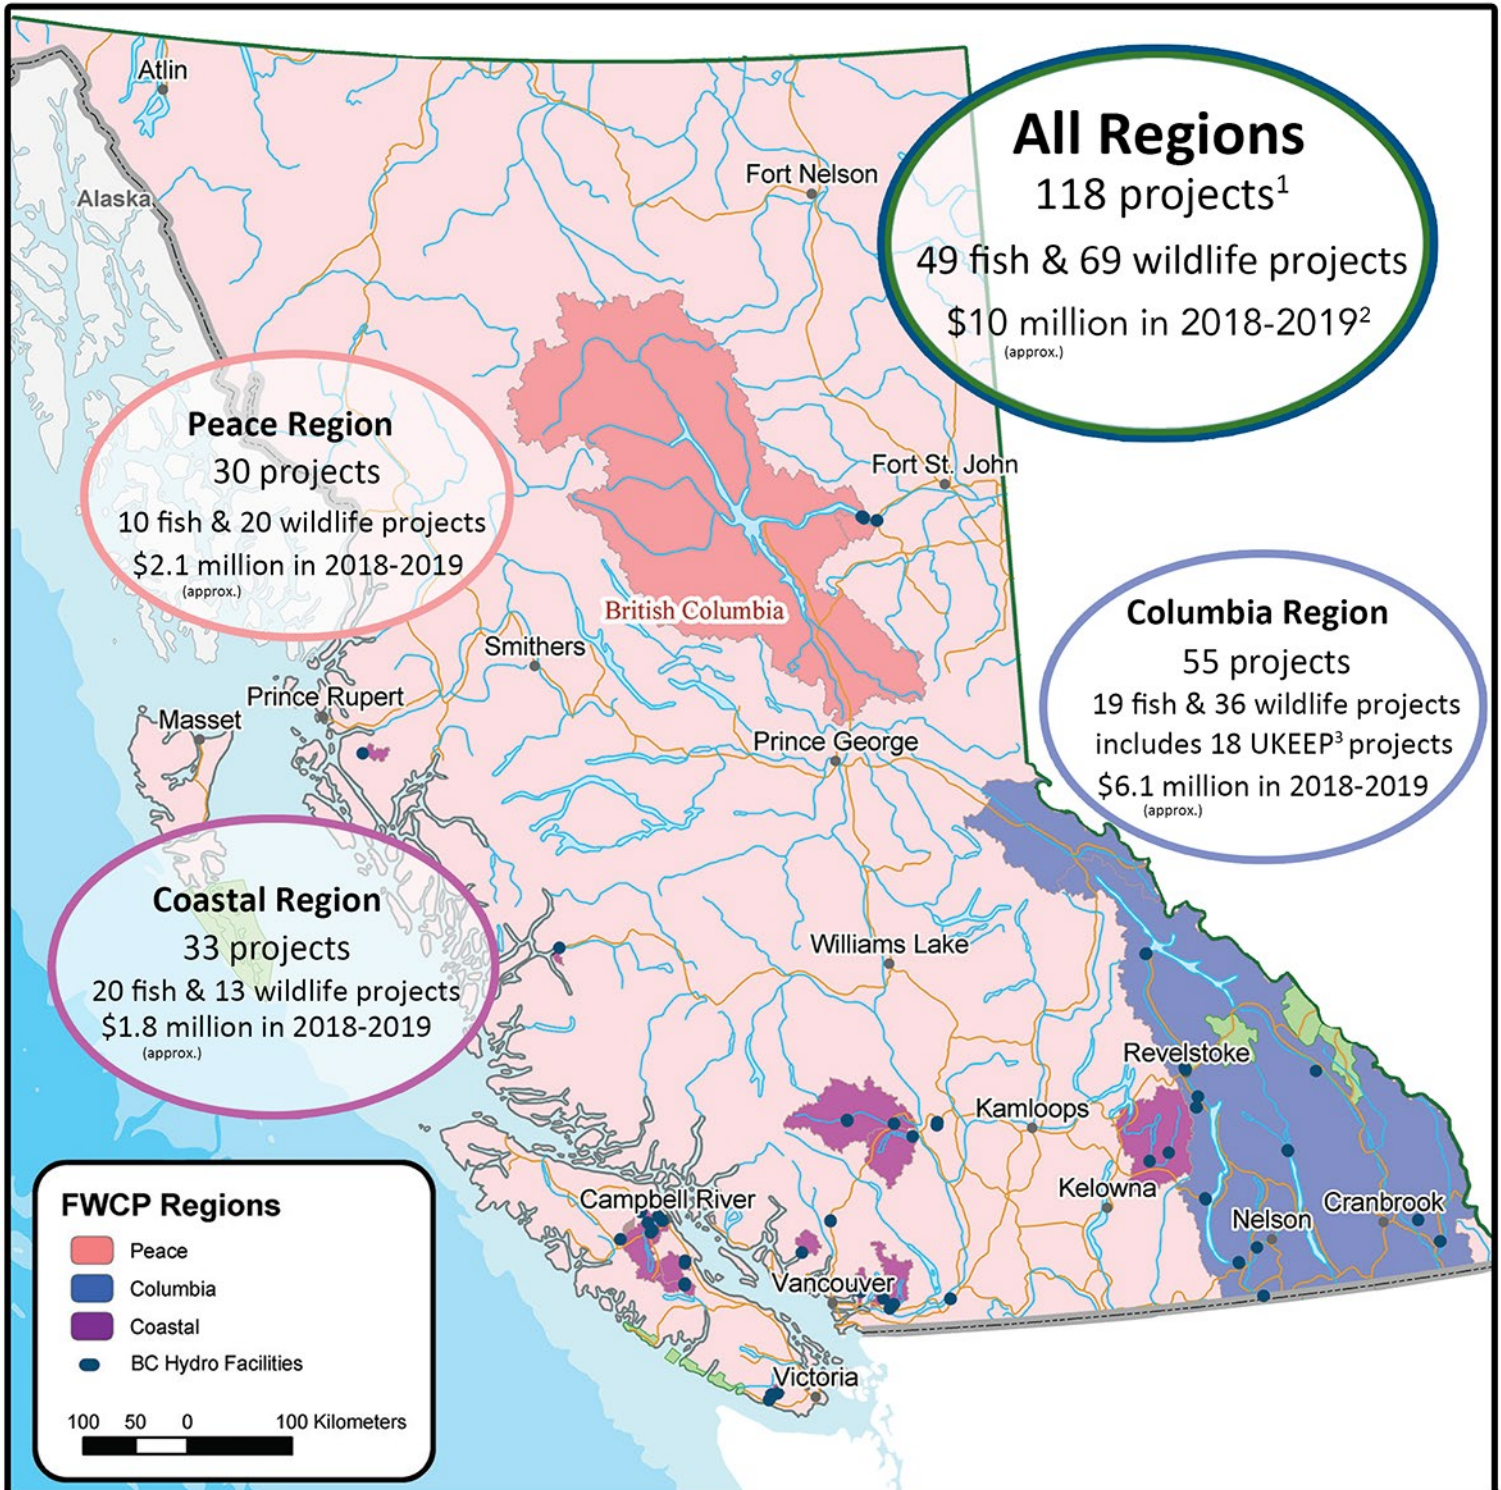 Atlin
Alaska
Fort Nelson
All Regions
118 projects¹
49 fish & 69 wildlife projects
$10 million in 2018-2019²
(approx.)
Peace Region
30 projects
10 fish & 20 wildlife projects
$2.1 million in 2018-2019
(approx.)
Fort St. John
British Columbia
Columbia Region
55 projects
19 fish & 36 wildlife projects
includes 18 UKEEP³ projects
$6.1 million in 2018-2019
(approx.)
Smithers
Prince Rupert
Masset
Prince George
Coastal Region
33 projects
20 fish & 13 wildlife projects
$1.8 million in 2018-2019
(approx.)
Williams Lake
Revelstoke
Kamloops
Kelowna
Campbell River
Nelson
Cranbrook
Vancouver
Victoria
FWCP Regions
Peace
Columbia
Coastal
BC Hydro Facilities
100 50 0 100 Kilometers